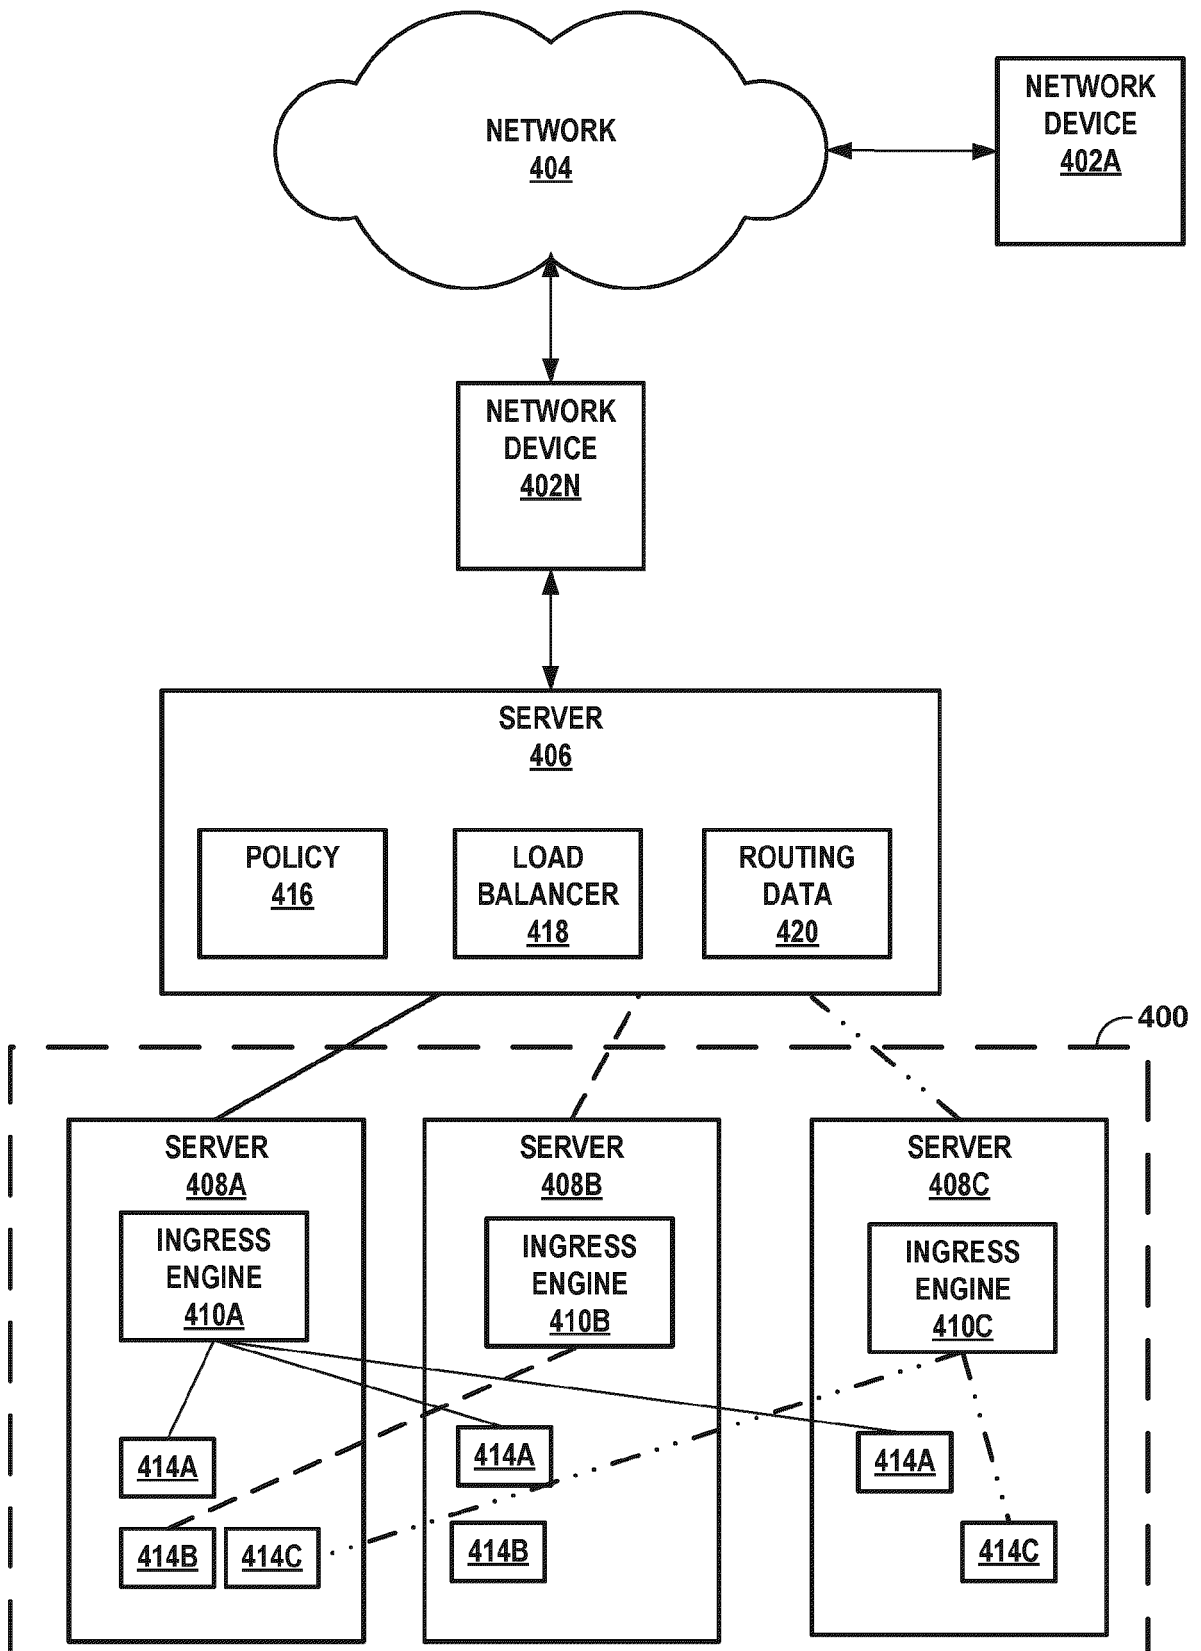 NETWORK
404
NETWORK
DEVICE
402A
NETWORK
DEVICE
402N
SERVER
406
POLICY
416
LOAD
BALANCER
418
ROUTING
DATA
420
400
SERVER
408A
INGRESS
ENGINE
410A
414A
414B
414C
SERVER
408B
INGRESS
ENGINE
410B
414A
414B
SERVER
408C
INGRESS
ENGINE
410C
414A
414C